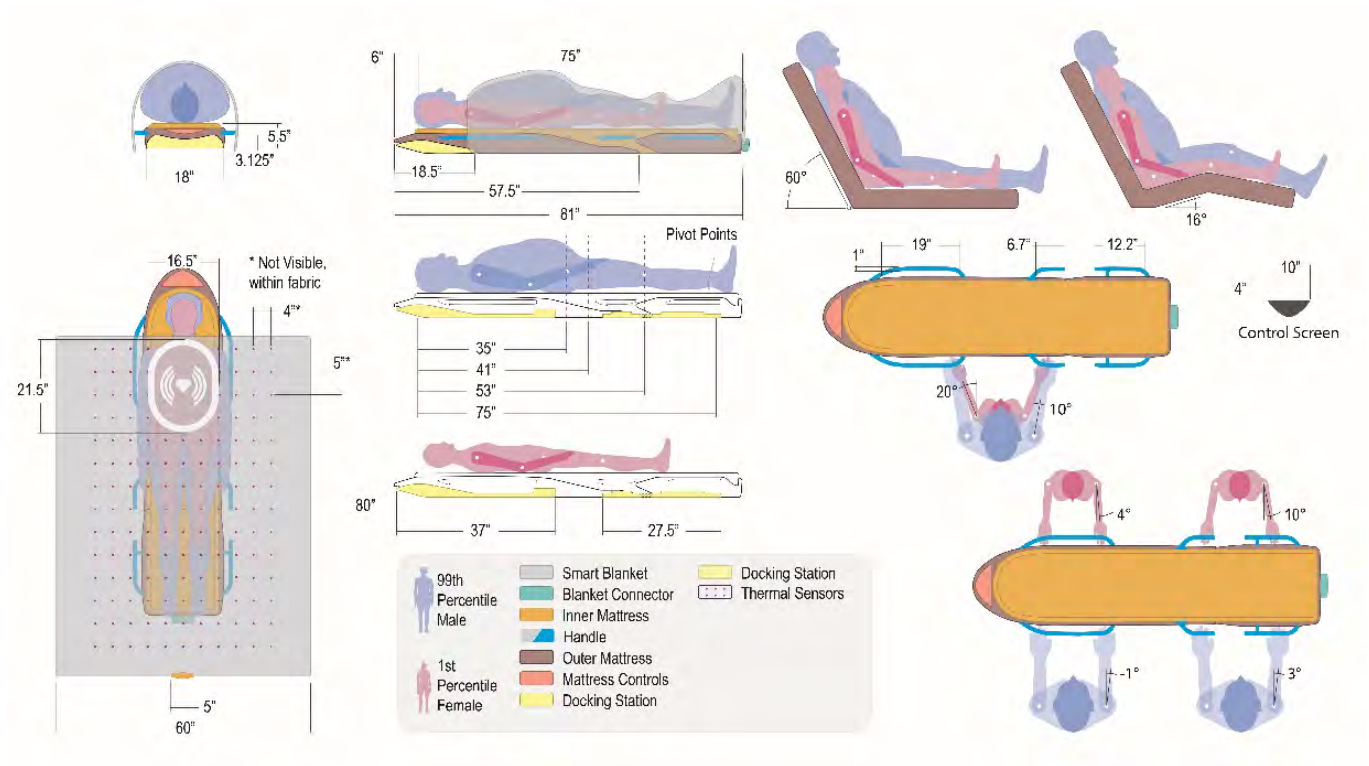 5.5"
3.125"
18"
6"
75"
18.5"
57.5"
81"
60°
16°
Pivot Points
35"
41"
53"
75"
80"
37"
27.5"
16.5"
* Not Visible,
within fabric
4"*
5"*
21.5"
5"
60"
1"
19"
6.7"
12.2"
20°
10°
10"
4"
Control Screen
4°
10°
-1°
3°
99th
Percentile
Male
1st
Percentile
Female
Smart Blanket
Blanket Connector
Inner Mattress
Handle
Outer Mattress
Mattress Controls
Docking Station
Docking Station
Thermal Sensors